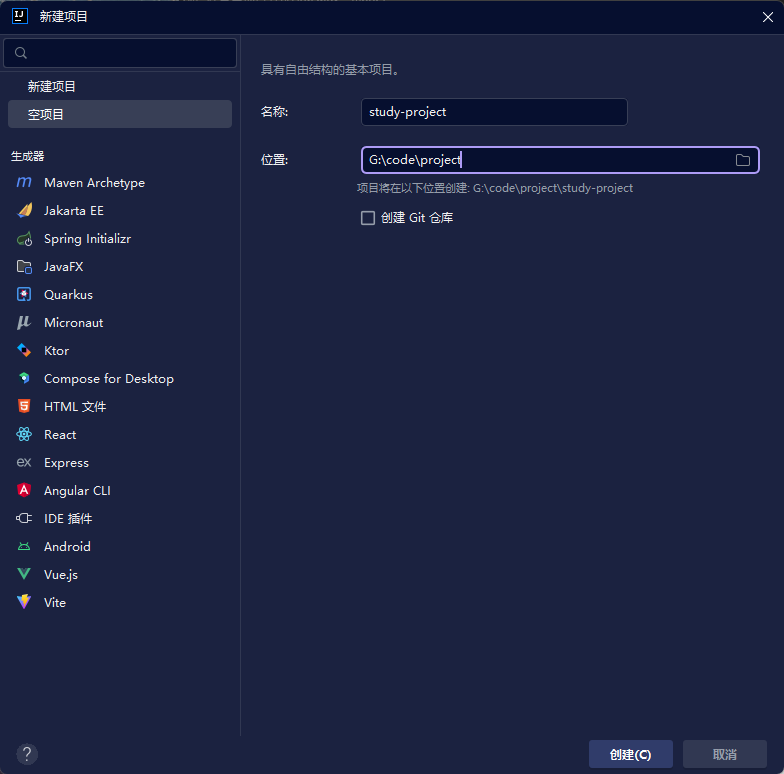 新建项目
新建项目
空项目
生成器
Maven Archetype
Jakarta EE
Spring Initializr
JavaFX
Quarkus
Micronaut
Ktor
Compose for Desktop
HTML 文件
React
Express
Angular CLI
IDE 插件
Android
Vue.js
Vite
具有自由结构的基本项目。
名称: study-project
位置: G:\code\project
项目将在以下位置创建: G:\code\project\study-project
创建 Git 仓库
? 创建(C) 取消